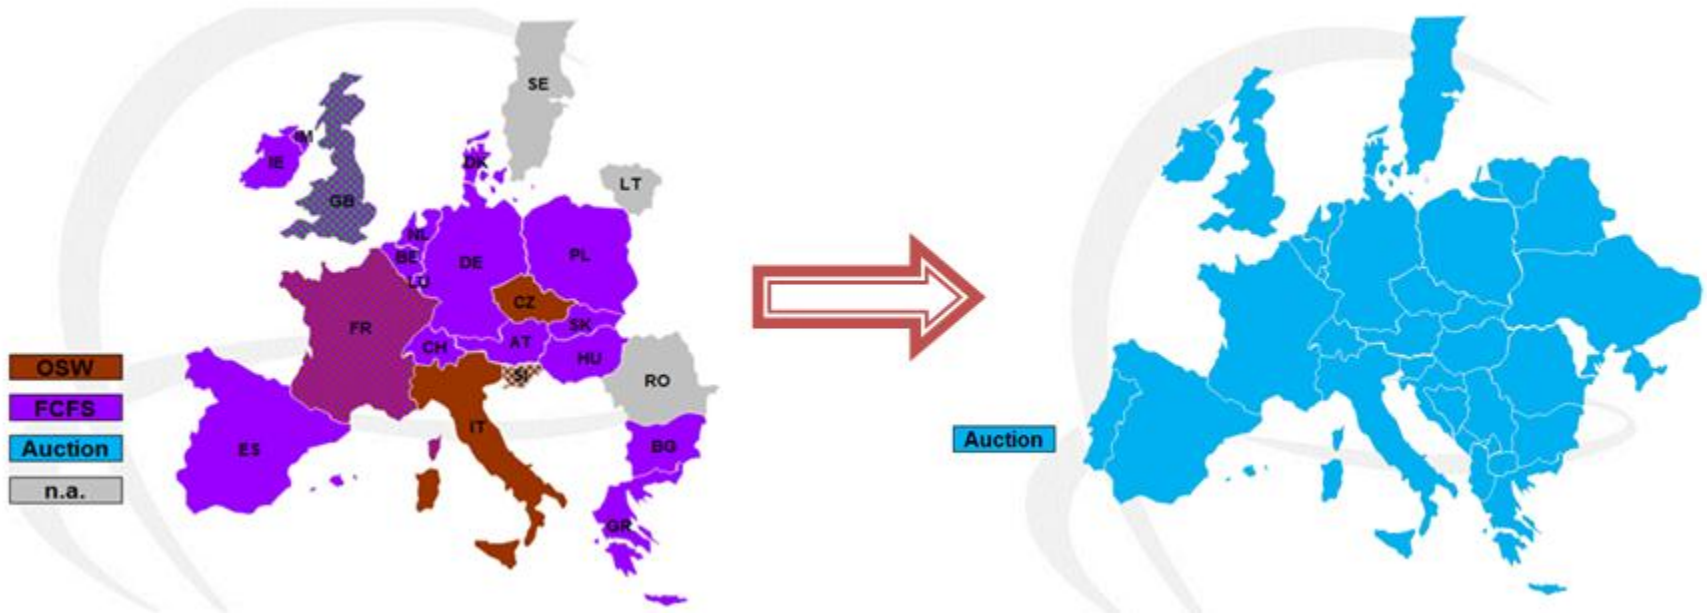 SE
IM
IE
DK
LT
GB
NL
BE
DE
PL
LU
CZ
FR
SK
CH
AT
HU
OSW
SI
RO
FCFS
IT
Auction
Auction
ES
BG
n.a.
GR